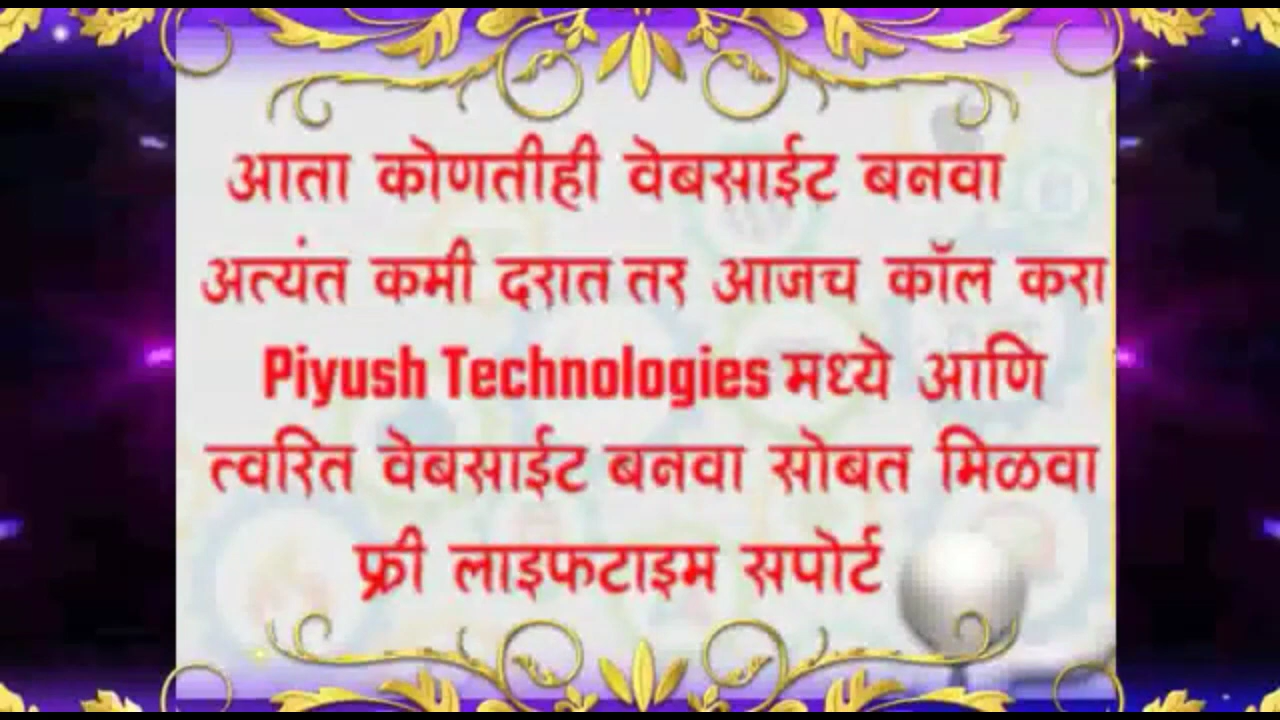 आता कोणतीही वेबसाईट बनवा
अत्यंत कमी दरात तर आजच कॉल करा
Piyush Technologies मध्ये आणि
त्वरित वेबसाईट बनवा सोबत मिळवा
फ्री लाइफटाइम सपोर्ट